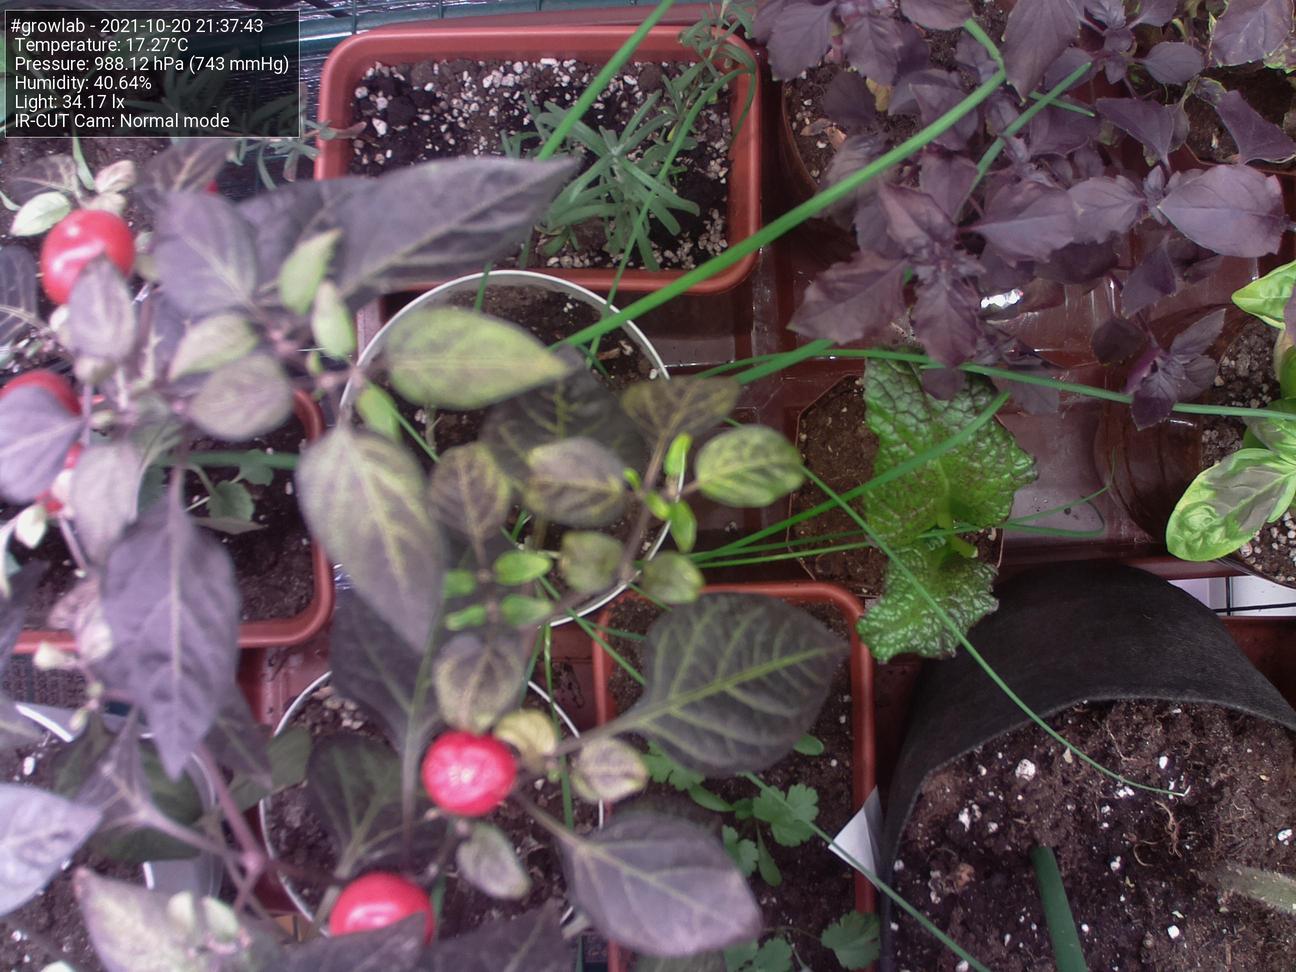 #growlab - 2021-10-20 21:37:43
Temperature: 17.27°C
Pressure: 988.12 hPa (743 mmHg)
Humidity: 40.64%
Light: 34.17 lx
IR-CUT Cam: Normal mode